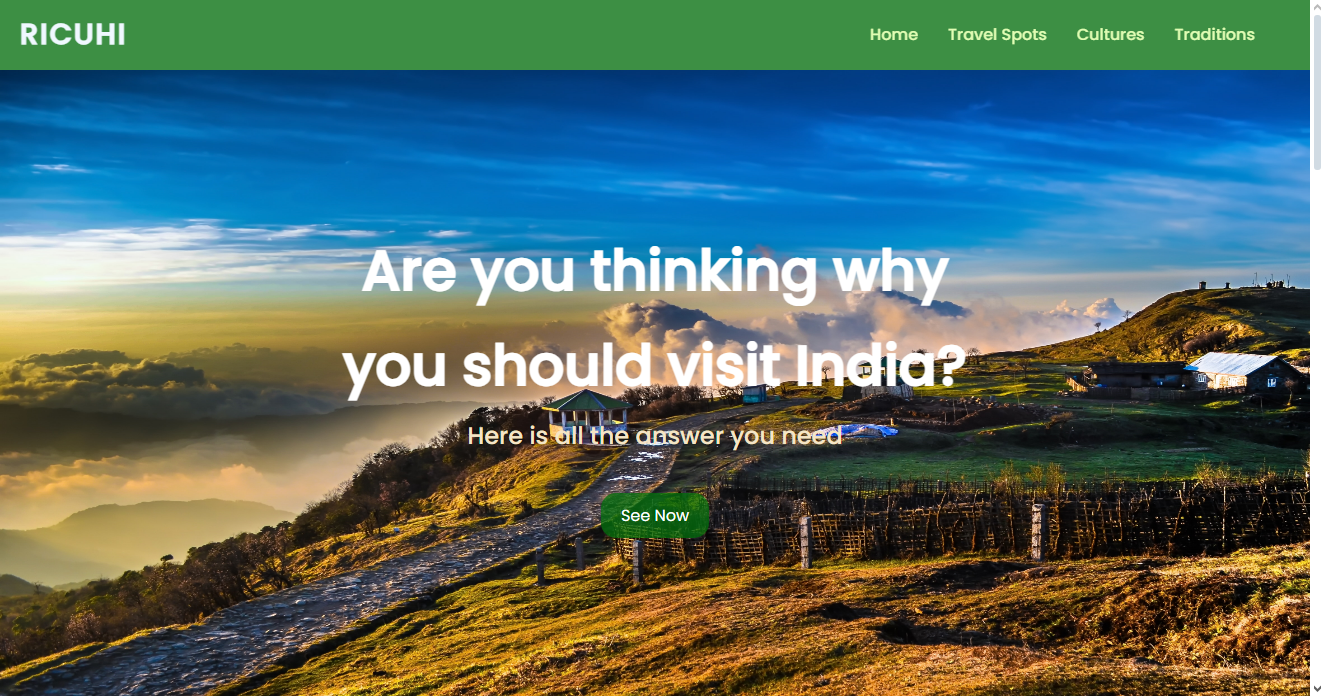 RICUHI
Home Travel Spots Cultures Traditions
Are you thinking why
you should visit India?
Here is all the answer you need
See Now